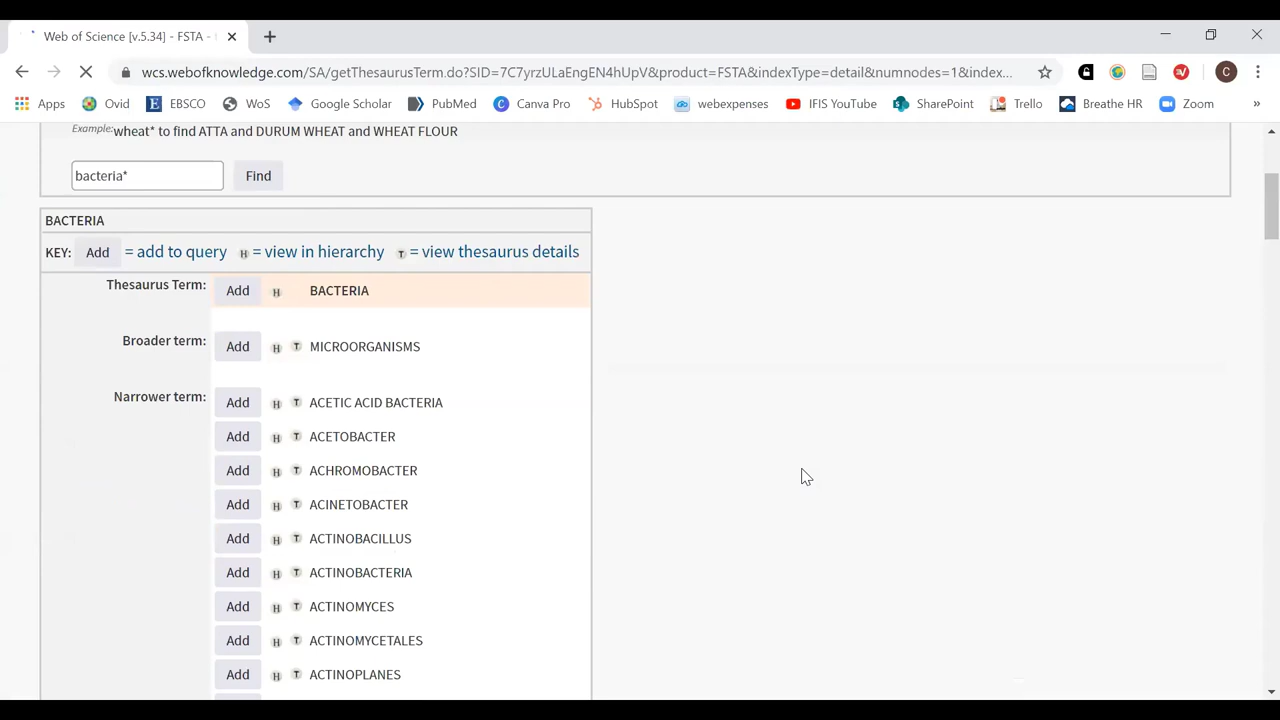 Web of Science [v.5.34] - FSTA -
wcs.webofknowledge.com/SA/getThesaurusTerm.do?SID=7C7yrzULaEngEN4hUpV&product=FSTA&indexType=detail&numnodes=1&index...
C
Apps Ovid EBSCO WoS Google Scholar PubMed Canva Pro HubSpot webexpenses IFIS YouTube SharePoint Trello Breathe HR Zoom »
Example:wheat* to find ATTA and DURUM WHEAT and WHEAT FLOUR
bacteria* Find
BACTERIA
KEY: Add = add to query H = view in hierarchy T = view thesaurus details
Thesaurus Term: Add H BACTERIA
Broader term: Add H T MICROORGANISMS
Narrower term: Add H T ACETIC ACID BACTERIA
Add H T ACETOBACTER
Add H T ACHROMOBACTER
Add H T ACINETOBACTER
Add H T ACTINOBACILLUS
Add H T ACTINOBACTERIA
Add H T ACTINOMYCES
Add H T ACTINOMYCETALES
Add H T ACTINOPLANES